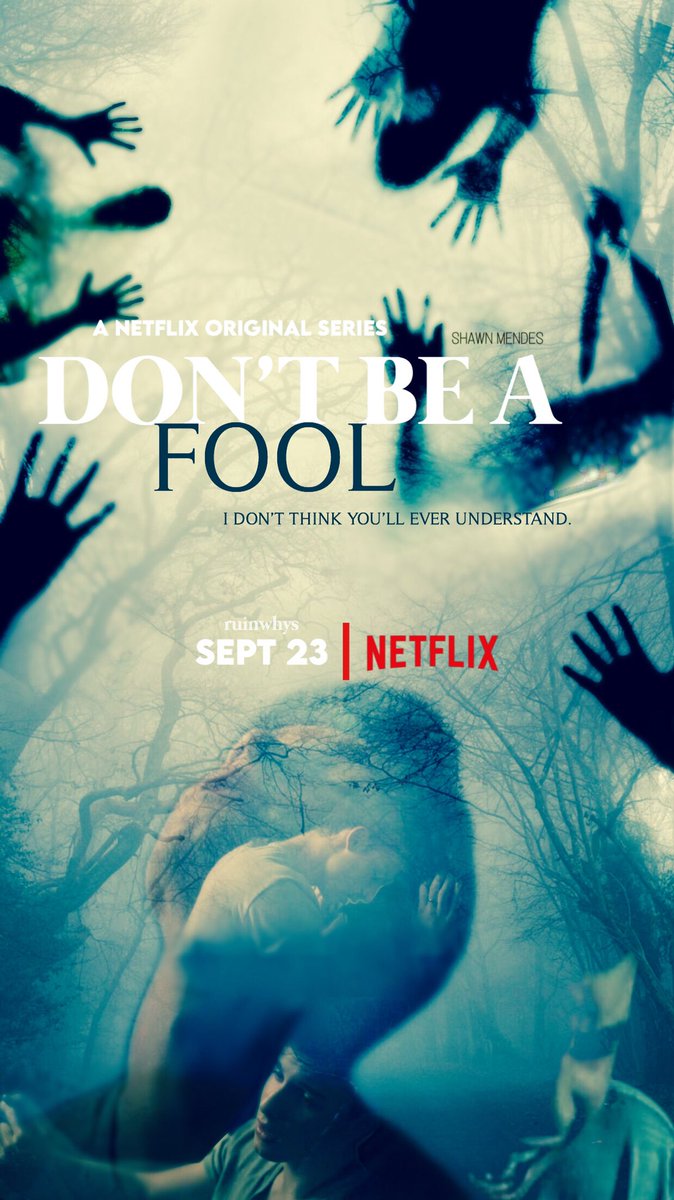 A NETFLIX ORIGINAL SERIES
SHAWN MENDES
DON'T BE A
FOOL
I DON'T THINK YOU'LL EVER UNDERSTAND.
ruinwhys
SEPT 23 | NETFLIX